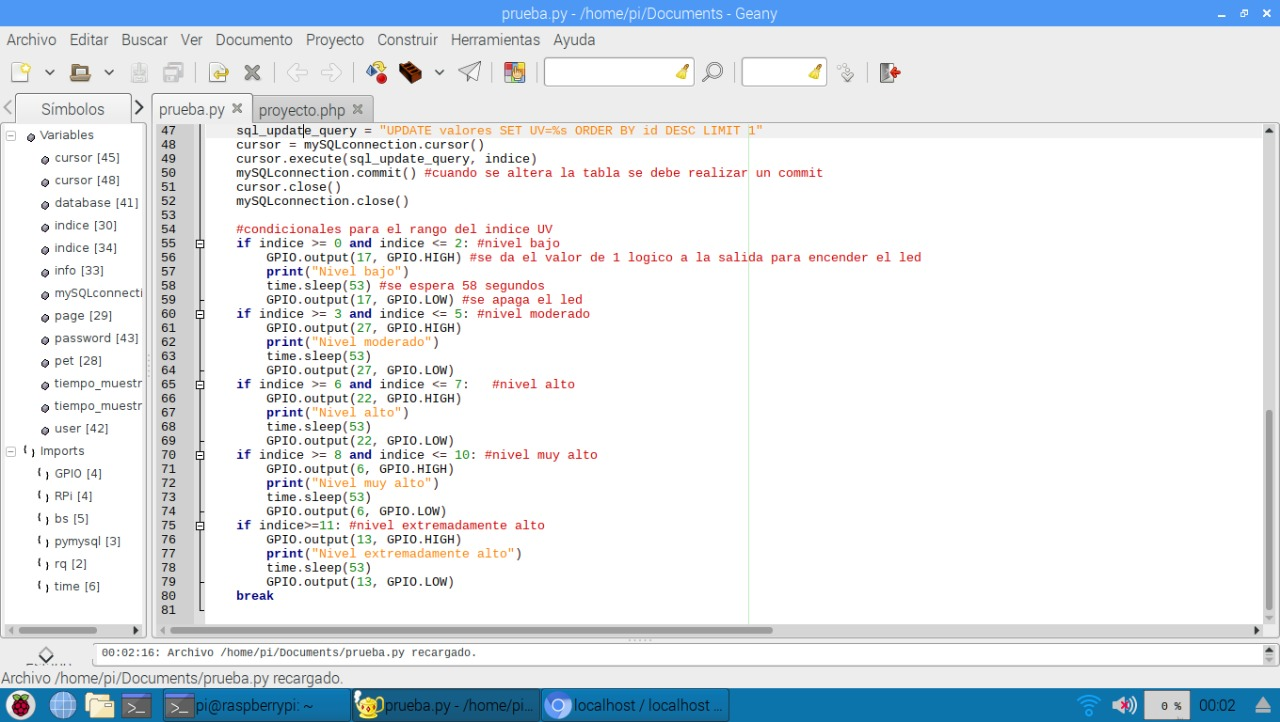 prueba.py - /home/pi/Documents - Geany
Archivo Editar Buscar Ver Documento Proyecto Construir Herramientas Ayuda
Símbolos
prueba.py
proyecto.php
Variables
cursor [45]
cursor [48]
database [41]
indice [30]
indice [34]
info [33]
mySQLconnecti
page [29]
password [43]
pet [28]
tiempo_muestr
tiempo_muestr
user [42]
Imports
GPIO [4]
RPi [4]
bs [5]
pymysql [3]
rq [2]
time [6]
47 sql_update_query = "UPDATE valores SET UV=%s ORDER BY id DESC LIMIT 1"
48 cursor = mySQLconnection.cursor()
49 cursor.execute(sql_update_query, indice)
50 mySQLconnection.commit() #cuando se altera la tabla se debe realizar un commit
51 cursor.close()
52 mySQLconnection.close()
53
54 #condicionales para el rango del indice UV
55 if indice >= 0 and indice <= 2: #nivel bajo
56 GPIO.output(17, GPIO.HIGH) #se da el valor de 1 logico a la salida para encender el led
57 print("Nivel bajo")
58 time.sleep(53) #se espera 58 segundos
59 GPIO.output(17, GPIO.LOW) #se apaga el led
60 if indice >= 3 and indice <= 5: #nivel moderado
61 GPIO.output(27, GPIO.HIGH)
62 print("Nivel moderado")
63 time.sleep(53)
64 GPIO.output(27, GPIO.LOW)
65 if indice >= 6 and indice <= 7:   #nivel alto
66 GPIO.output(22, GPIO.HIGH)
67 print("Nivel alto")
68 time.sleep(53)
69 GPIO.output(22, GPIO.LOW)
70 if indice >= 8 and indice <= 10: #nivel muy alto
71 GPIO.output(6, GPIO.HIGH)
72 print("Nivel muy alto")
73 time.sleep(53)
74 GPIO.output(6, GPIO.LOW)
75 if indice>=11: #nivel extremadamente alto
76 GPIO.output(13, GPIO.HIGH)
77 print("Nivel extremadamente alto")
78 time.sleep(53)
79 GPIO.output(13, GPIO.LOW)
80 break
81
00:02:16: Archivo /home/pi/Documents/prueba.py recargado.
Archivo /home/pi/Documents/prueba.py recargado.
pi@raspberrypi: ~
prueba.py - /home/pi...
localhost / localhost ...
0 %
00:02